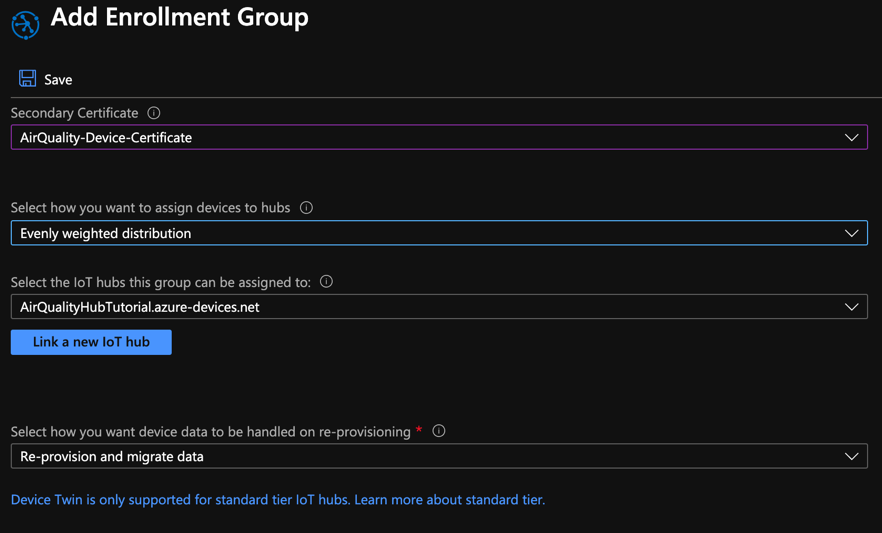 Add Enrollment Group
Save
Secondary Certificate
AirQuality-Device-Certificate
Select how you want to assign devices to hubs
Evenly weighted distribution
Select the IoT hubs this group can be assigned to:
AirQualityHubTutorial.azure-devices.net
Link a new IoT hub
Select how you want device data to be handled on re-provisioning *
Re-provision and migrate data
Device Twin is only supported for standard tier IoT hubs. Learn more about standard tier.